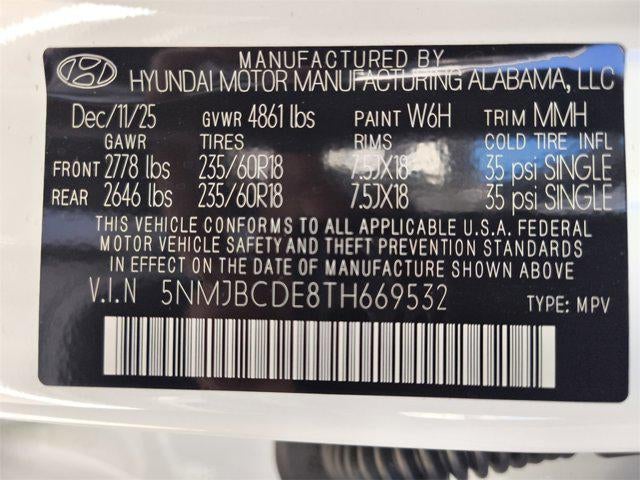 MANUFACTURED BY
HYUNDAI MOTOR MANUFACTURING ALABAMA, LLC
Dec/11/25 GVWR 4861 lbs PAINT W6H TRIM MMH
GAWR TIRES RIMS COLD TIRE INFL
FRONT 2778 lbs 235/60R18 7.5JX18 35 psi SINGLE
REAR 2646 lbs 235/60R18 7.5JX18 35 psi SINGLE
THIS VEHICLE CONFORMS TO ALL APPLICABLE U.S.A. FEDERAL
MOTOR VEHICLE SAFETY AND THEFT PREVENTION STANDARDS
IN EFFECT ON THE DATE OF MANUFACTURE SHOWN ABOVE
V.I.N 5NMJBCDE8TH669532 TYPE: MPV